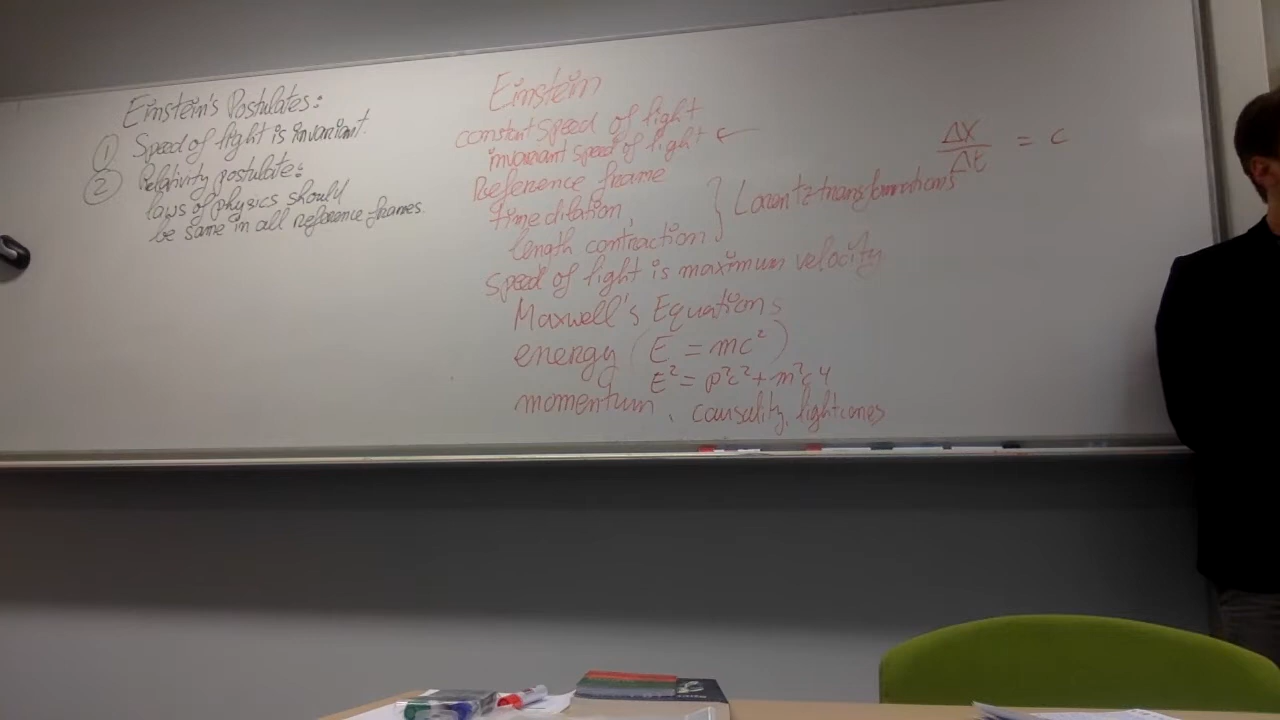 Einstein's Postulates:
① Speed of light is invariant.
② Relativity postulate:
laws of physics should
be same in all reference frames.
Einstein
constant speed of light
invariant speed of light
Reference frame
time dilation,
length contraction } Lorentz transformations
speed of light is maximum velocity
Maxwell's Equations
energy (E = mc²)
E² = p²c² + m²c⁴
momentum, causality, lightcones
Δx/Δt = c